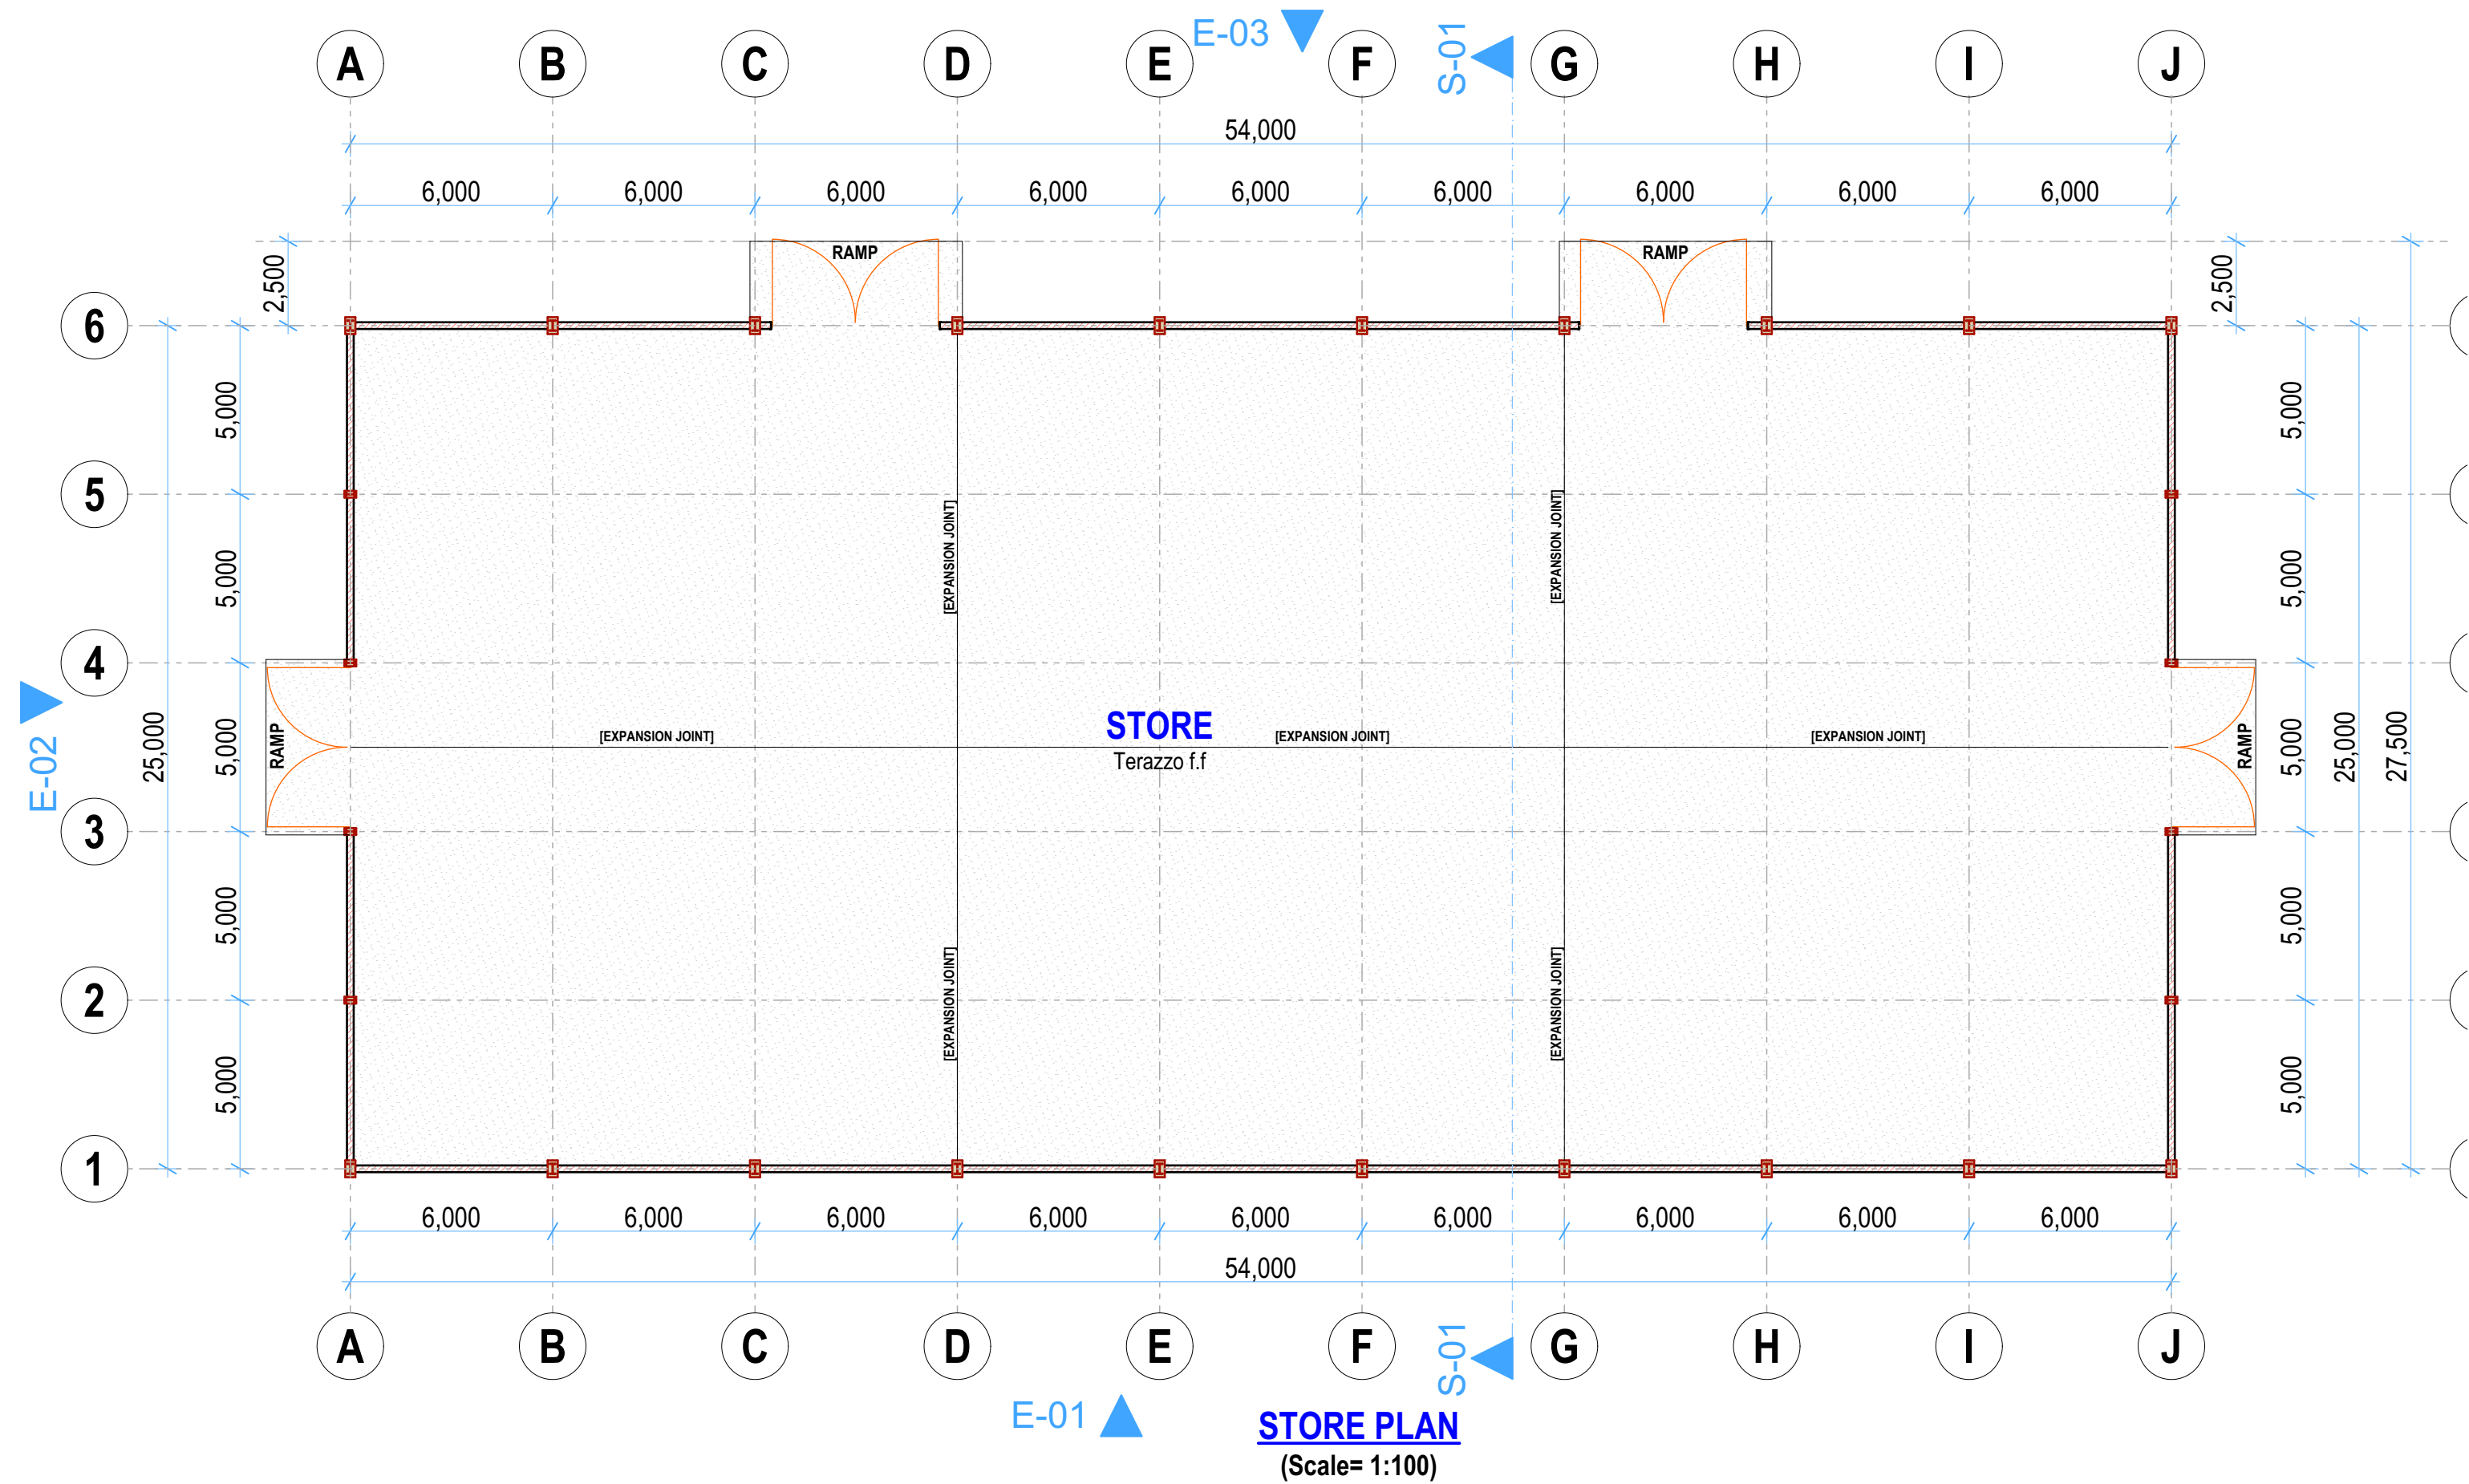 E-03
S-01
A B C D E F G H I J
54,000
6,000 6,000 6,000 6,000 6,000 6,000 6,000 6,000 6,000
RAMP RAMP
2,500 2,500
6
5,000 5,000
5
[EXPANSION JOINT] [EXPANSION JOINT]
5,000 5,000
4
E-02
25,000 5,000 RAMP
[EXPANSION JOINT] [EXPANSION JOINT] [EXPANSION JOINT]
STORE
Terazzo f.f
RAMP 5,000 25,000 27,500
3
5,000 5,000
[EXPANSION JOINT] [EXPANSION JOINT]
2
5,000 5,000
1
6,000 6,000 6,000 6,000 6,000 6,000 6,000 6,000 6,000
54,000
A B C D E F G H I J
S-01
E-01
STORE PLAN
(Scale= 1:100)